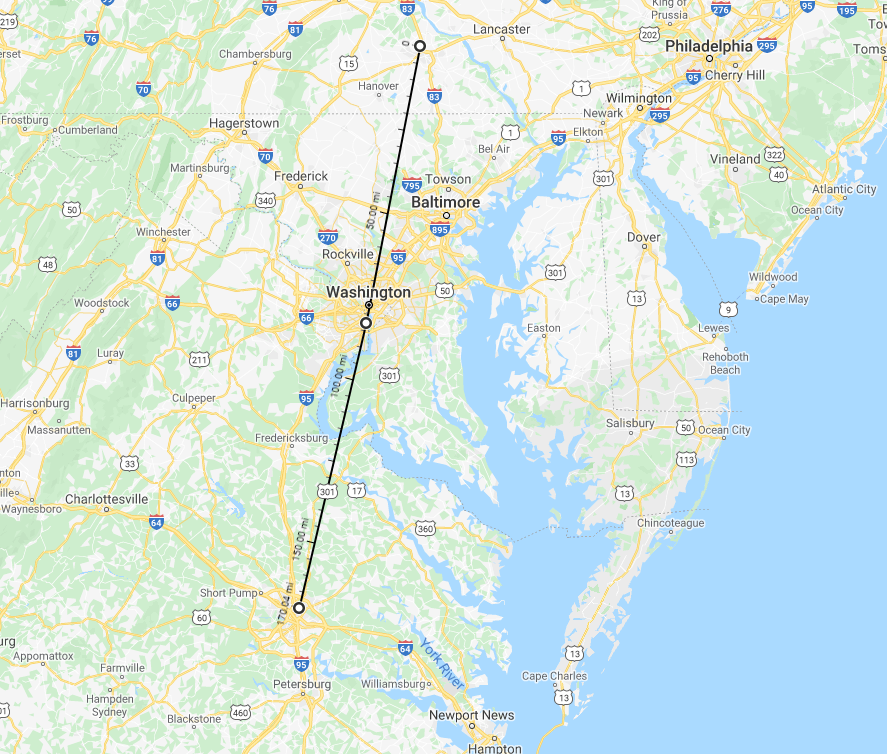 76
83
King of
Prussia
276
95
195
219
76
81
Lancaster
202
Philadelphia
295
Tow
Toms
erset
Chambersburg
15
0
95
Cherry Hill
70
Hanover
83
1
Wilmington
Newark
295
Frostburg
Cumberland
Hagerstown
1
95
Elkton
70
Bel Air
Vineland
322
Martinsburg
Frederick
795
Towson
301
40
340
Baltimore
Atlantic City
50
50.00 mi
Ocean City
Winchester
270
895
Dover
48
81
Rockville
95
301
Wildwood
Woodstock
66
Washington
50
13
Cape May
66
9
81
Luray
211
Easton
Lewes
Rehoboth
Beach
100.00 mi
301
Harrisonburg
Culpeper
95
Massanutten
Fredericksburg
Salisbury
50
Ocean City
33
113
nton
ville
Waynesboro
Charlottesville
301
17
13
64
360
Chincoteague
150.00 mi
Short Pump
170.04 mi
60
urg
Appomattox
95
64
York River
13
Farmville
Petersburg
Williamsburg
Cape Charles
Hampden
Sydney
460
13
01
Blackstone
Newport News
Hampton